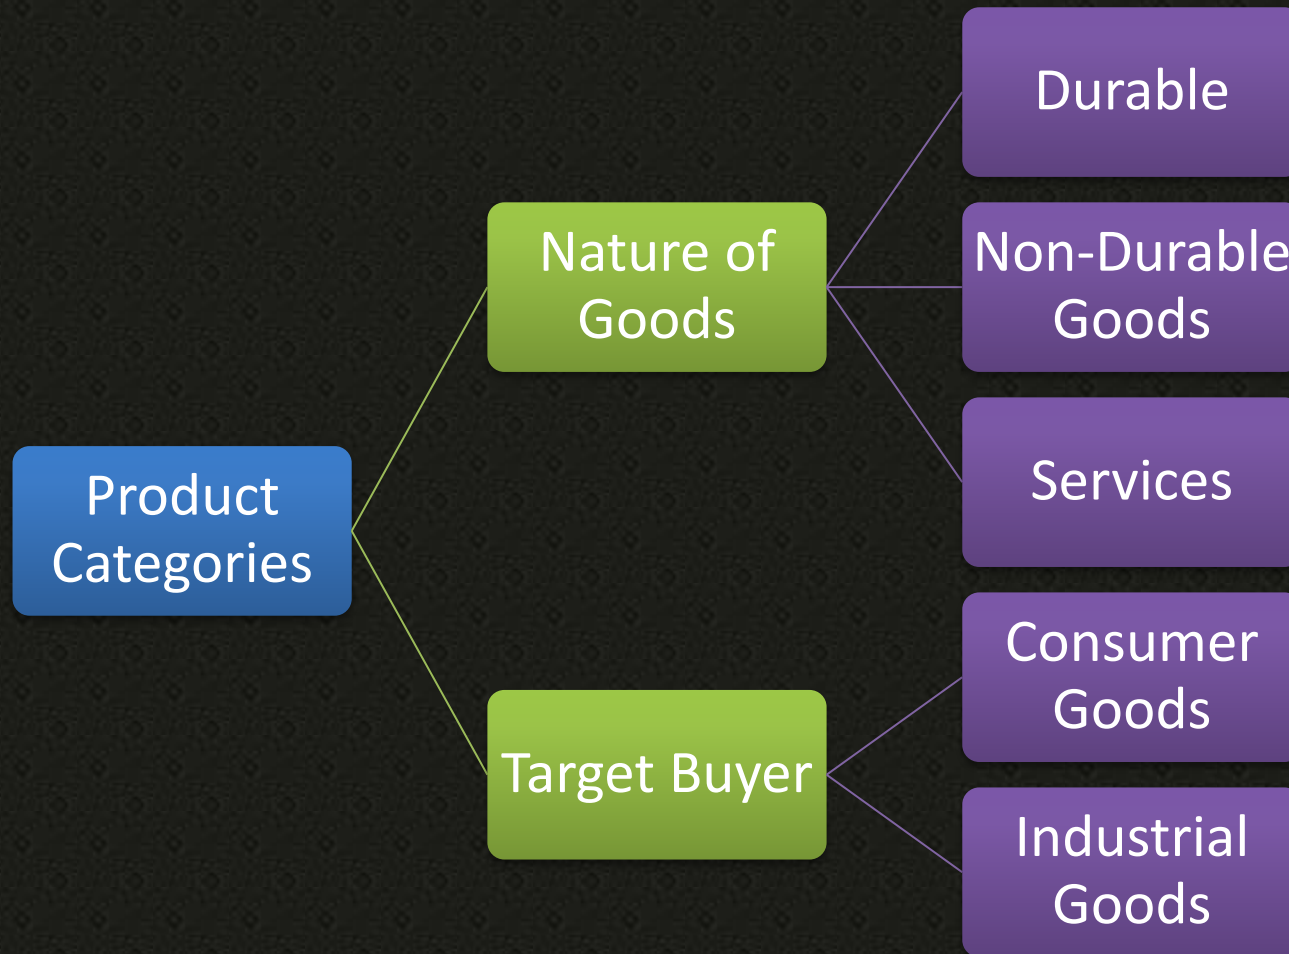 Product
Categories
Nature of
Goods
Durable
Non-Durable
Goods
Services
Target Buyer
Consumer
Goods
Industrial
Goods